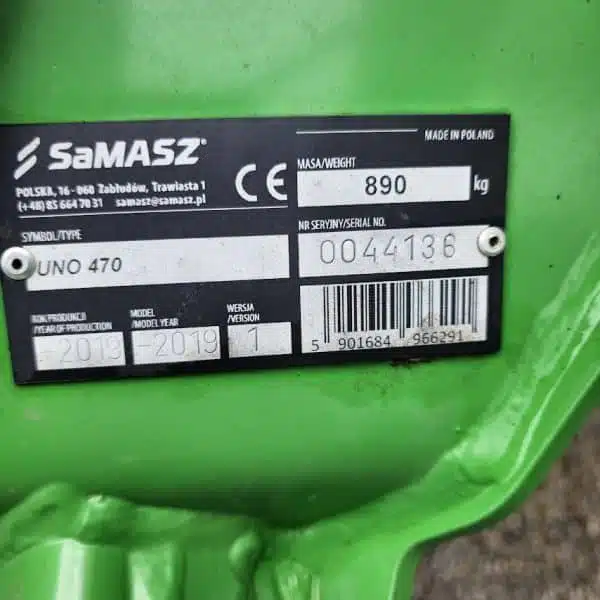 SaMASZ®
POLSKA, 16-060 Zabłudów, Trawiasta 1
(+48) 85 664 70 31 samasz@samasz.pl
CE
MADE IN POLAND
MASA/WEIGHT
890 kg
SYMBOL/TYPE
UNO 470
NR SERYJNY/SERIAL NO.
0044136
ROK PRODUKCJI
/YEAR OF PRODUCTION
-2019
MODEL
/MODEL YEAR
-2019
WERSJA
/VERSION
-1
5 901684 966291